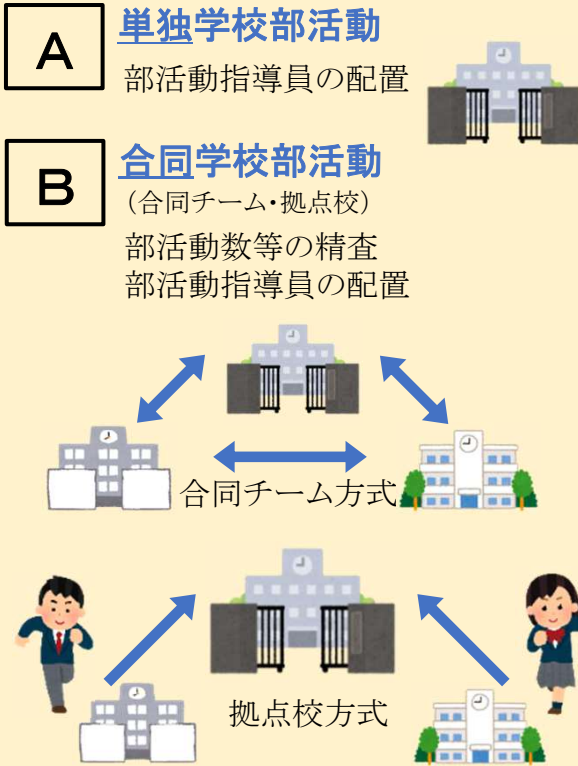 A
単独学校部活動
部活動指導員の配置
B
合同学校部活動
（合同チーム・拠点校）
部活動数等の精査
部活動指導員の配置
合同チーム方式
拠点校方式